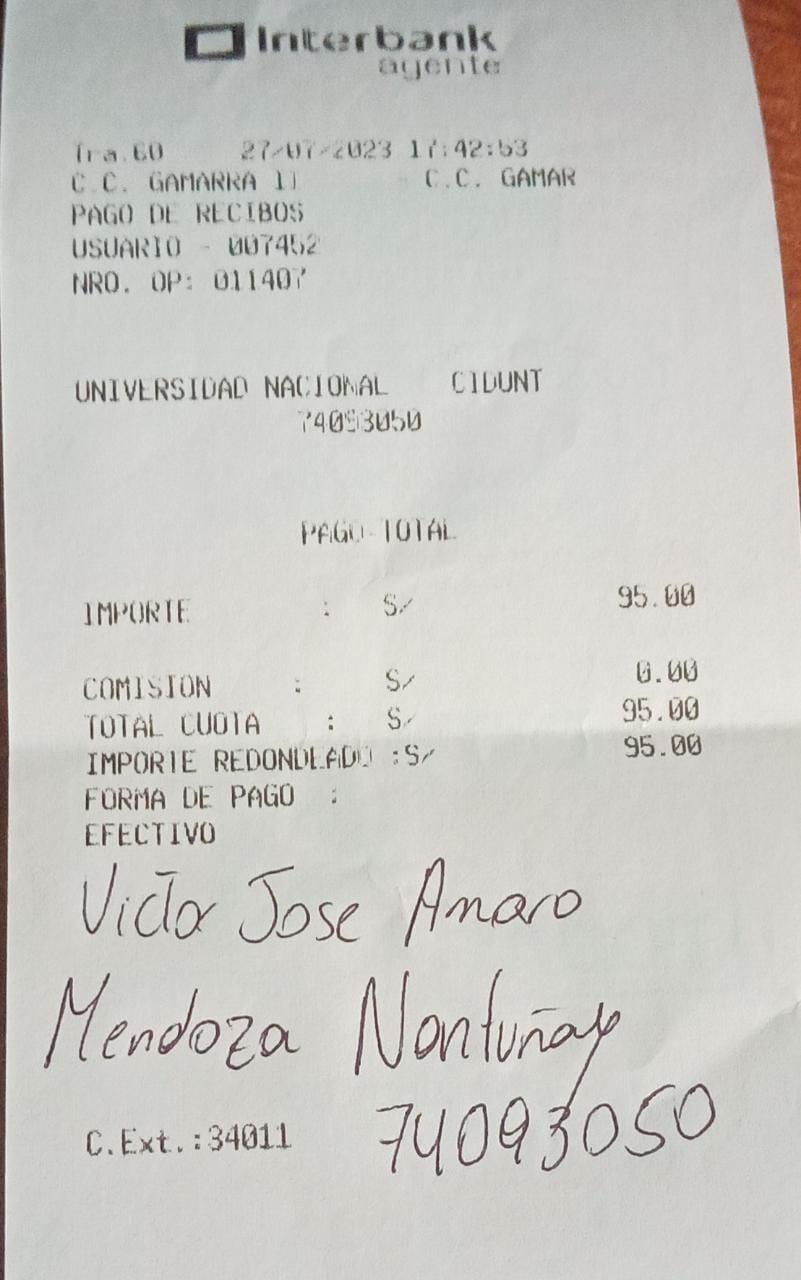 Interbank
agente
Tra.60 27/07/2023 17:42:53
C.C. GAMARRA II C.C. GAMAR
PAGO DE RECIBOS
USUARIO - 007452
NRO. OP: 011407
UNIVERSIDAD NACIONAL CIDUNT
74093050
PAGO TOTAL
IMPORTE : S/ 95.00
COMISION : S/ 0.00
TOTAL CUOTA : S/ 95.00
IMPORTE REDONDEADO :S/ 95.00
FORMA DE PAGO :
EFECTIVO
Victor Jose Amaro
Mendoza Nontuñay
C.Ext.:34011 74093050